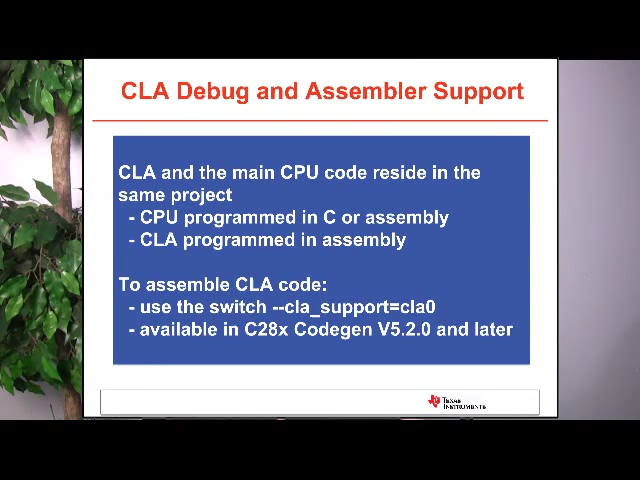 CLA Debug and Assembler Support
CLA and the main CPU code reside in the
same project
- CPU programmed in C or assembly
- CLA programmed in assembly
To assemble CLA code:
- use the switch --cla_support=cla0
- available in C28x Codegen V5.2.0 and later
TEXAS
INSTRUMENTS